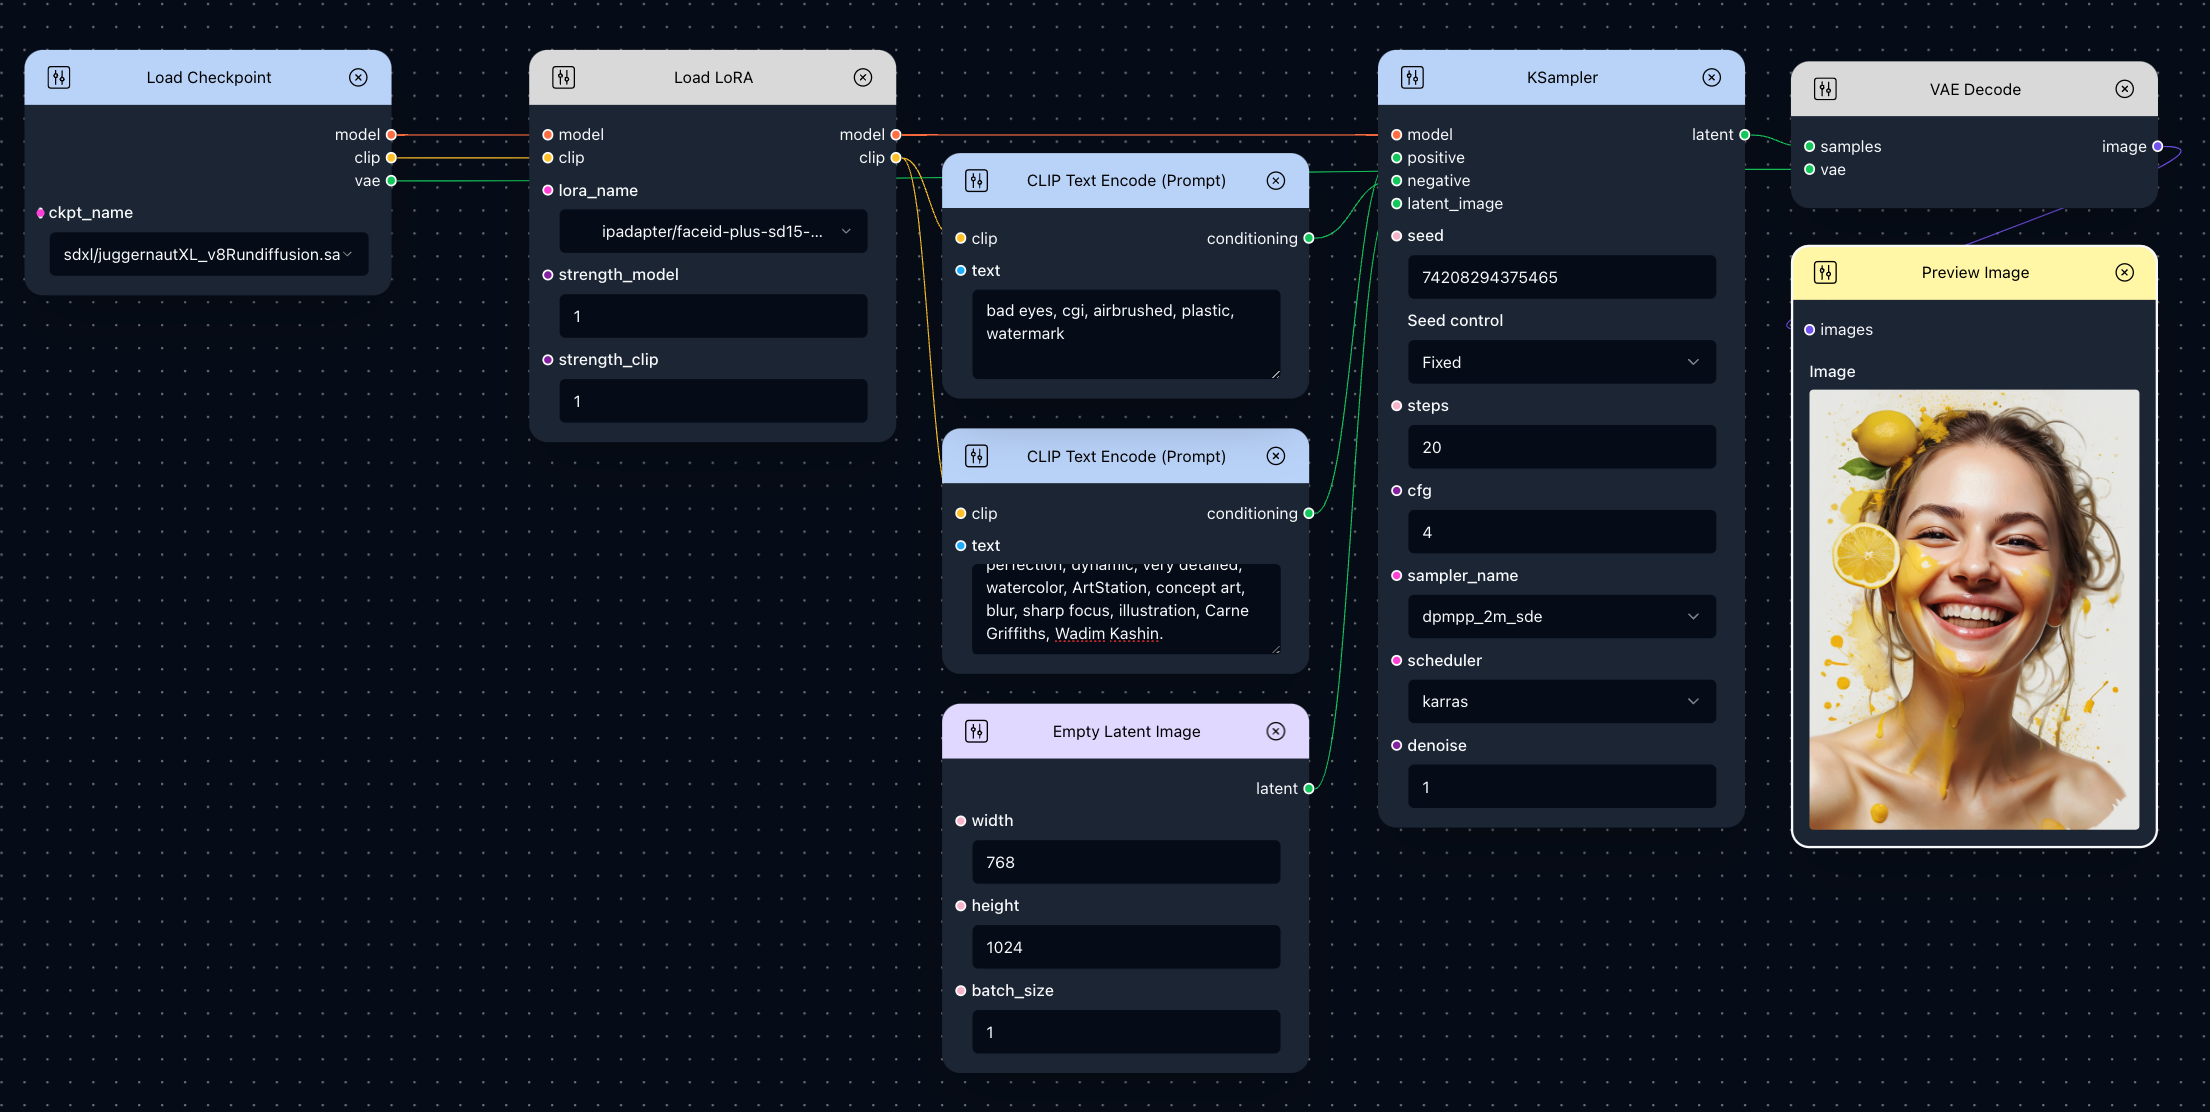 Load Checkpoint
model
clip
vae
ckpt_name
sdxl/juggernautXL_v8Rundiffusion.sa
Load LoRA
model
model
clip
clip
lora_name
ipadapter/faceid-plus-sd15-...
strength_model
1
strength_clip
1
CLIP Text Encode (Prompt)
clip
conditioning
text
bad eyes, cgi, airbrushed, plastic,
watermark
CLIP Text Encode (Prompt)
clip
conditioning
text
perfection, dynamic, very detailed,
watercolor, ArtStation, concept art,
blur, sharp focus, illustration, Carne
Griffiths, Wadim Kashin.
Empty Latent Image
latent
width
768
height
1024
batch_size
1
KSampler
model
latent
positive
negative
latent_image
seed
74208294375465
Seed control
Fixed
steps
20
cfg
4
sampler_name
dpmpp_2m_sde
scheduler
karras
denoise
1
VAE Decode
samples
image
vae
Preview Image
images
Image